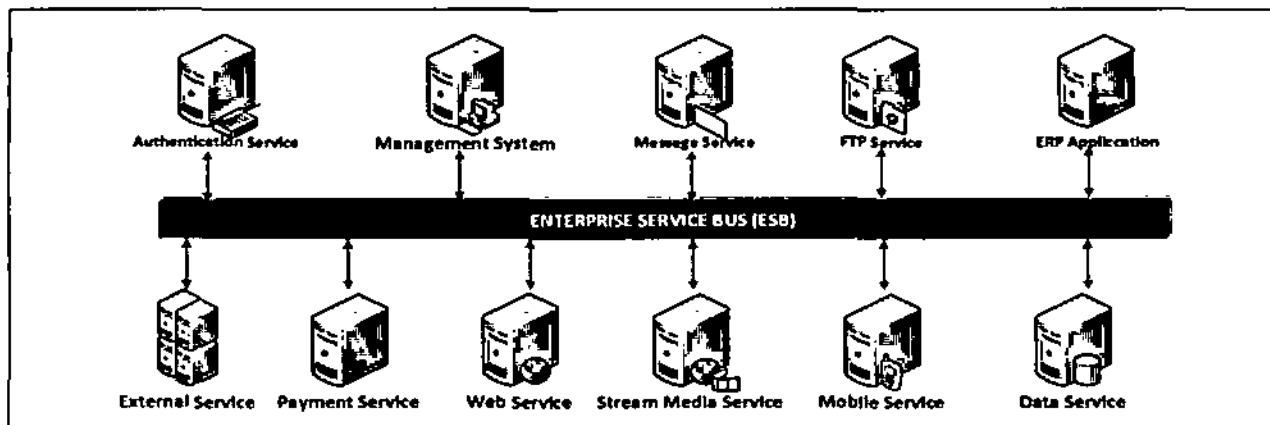 Authentication Service Management System Message Service FTP Service ERP Application
ENTERPRISE SERVICE BUS (ESB)
External Service Payment Service Web Service Stream Media Service Mobile Service Data Service